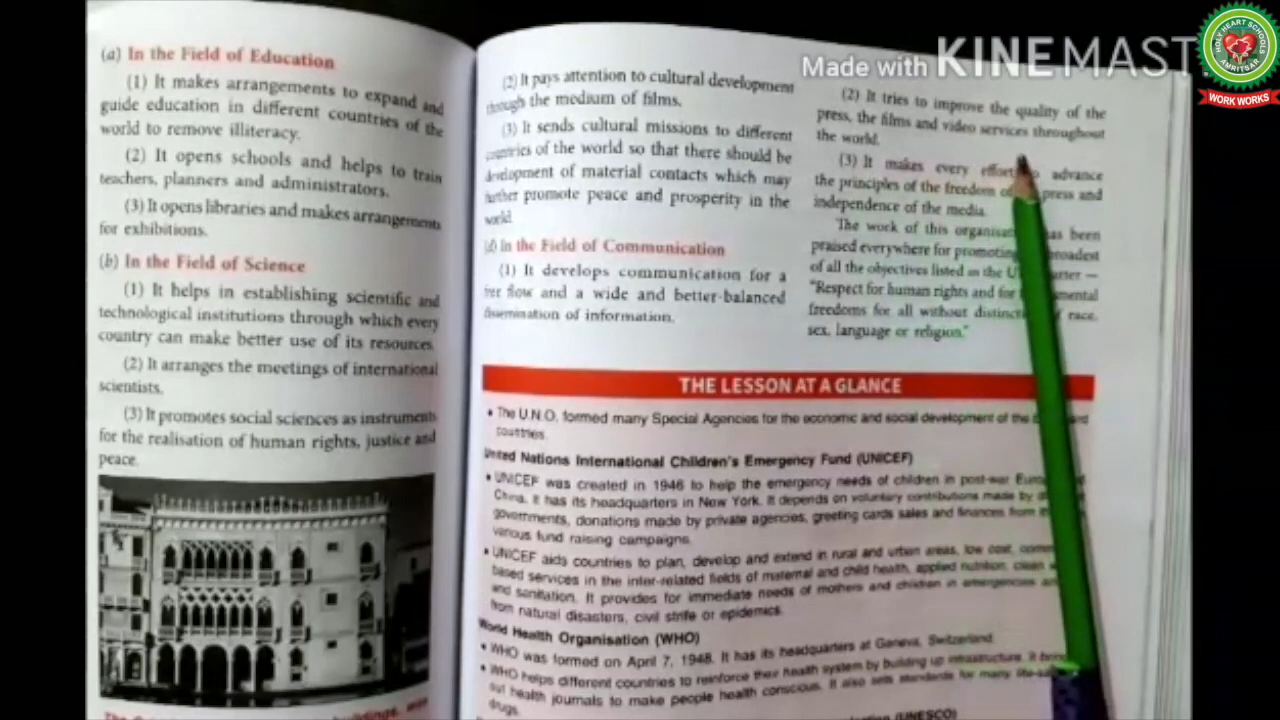 (a) In the Field of Education
(1) It makes arrangements to expand and
guide education in different countries of the
world to remove illiteracy.
(2) It opens schools and helps to train
teachers, planners and administrators.
(3) It opens libraries and makes arrangements
for exhibitions.
(b) In the Field of Science
(1) It helps in establishing scientific and
technological institutions through which every
country can make better use of its resources.
(2) It arranges the meetings of international
scientists.
(3) It promotes social sciences as instruments
for the realisation of human rights, justice and
peace.
(2) It pays attention to cultural development
through the medium of films.
(3) It sends cultural missions to different
countries of the world so that there should be
development of material contacts which may
further promote peace and prosperity in the
world.
(d) In the Field of Communication
(1) It develops communication for a
flow and a wide and better-balanced
dissemination of information.
(2) It tries to improve the quality of the
press, the films and video services throughout
the world.
(3) It makes every effort advance
the principles of the freedom of press and
independence of the media.
The work of this has been
praised everywhere for promoting
of all the objectives listed in the
"Respect for human rights and for
freedoms for all without race,
sex, language or religion."
THE LESSON AT A GLANCE
• The U.N.O. formed many Special Agencies for the economic and social development of the
countries.
United Nations International Children's Emergency Fund (UNICEF)
• UNICEF was created in 1946 to help the emergency needs of children in post-war
China. It has its headquarters in New York. It depends on voluntary contributions made by
governments, donations made by private agencies, greeting cards sales and finances from
various fund raising campaigns.
• UNICEF aids countries to plan, develop and extend in rural and urban areas, low cost,
based services in the inter-related fields of maternal and child health, applied nutrition, clean
and sanitation. It provides for immediate needs of mothers and children in emergencies
from natural disasters, civil strife or epidemics.
World Health Organisation (WHO)
• WHO was formed on April 7, 1948. It has its headquarters at Geneva, Switzerland.
• WHO helps different countries to reinforce their health system by building up infrastructure. It
out health journals to make people health conscious. It also sets standards for many
drugs.
(UNESCO)
Made with KINEMAST
HOLY HEART SCHOOLS
AMRITSAR
WORK WORKS